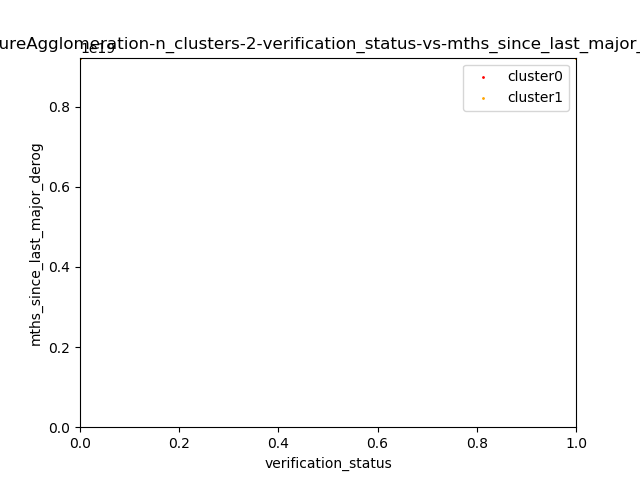 ureAgglomeration-n_clusters-2-verification_status-vs-mths_since_last_major_
1e19
cluster0
cluster1
0.8
0.6
0.4
0.2
0.0
mths_since_last_major_derog
0.0 0.2 0.4 0.6 0.8 1.0
verification_status